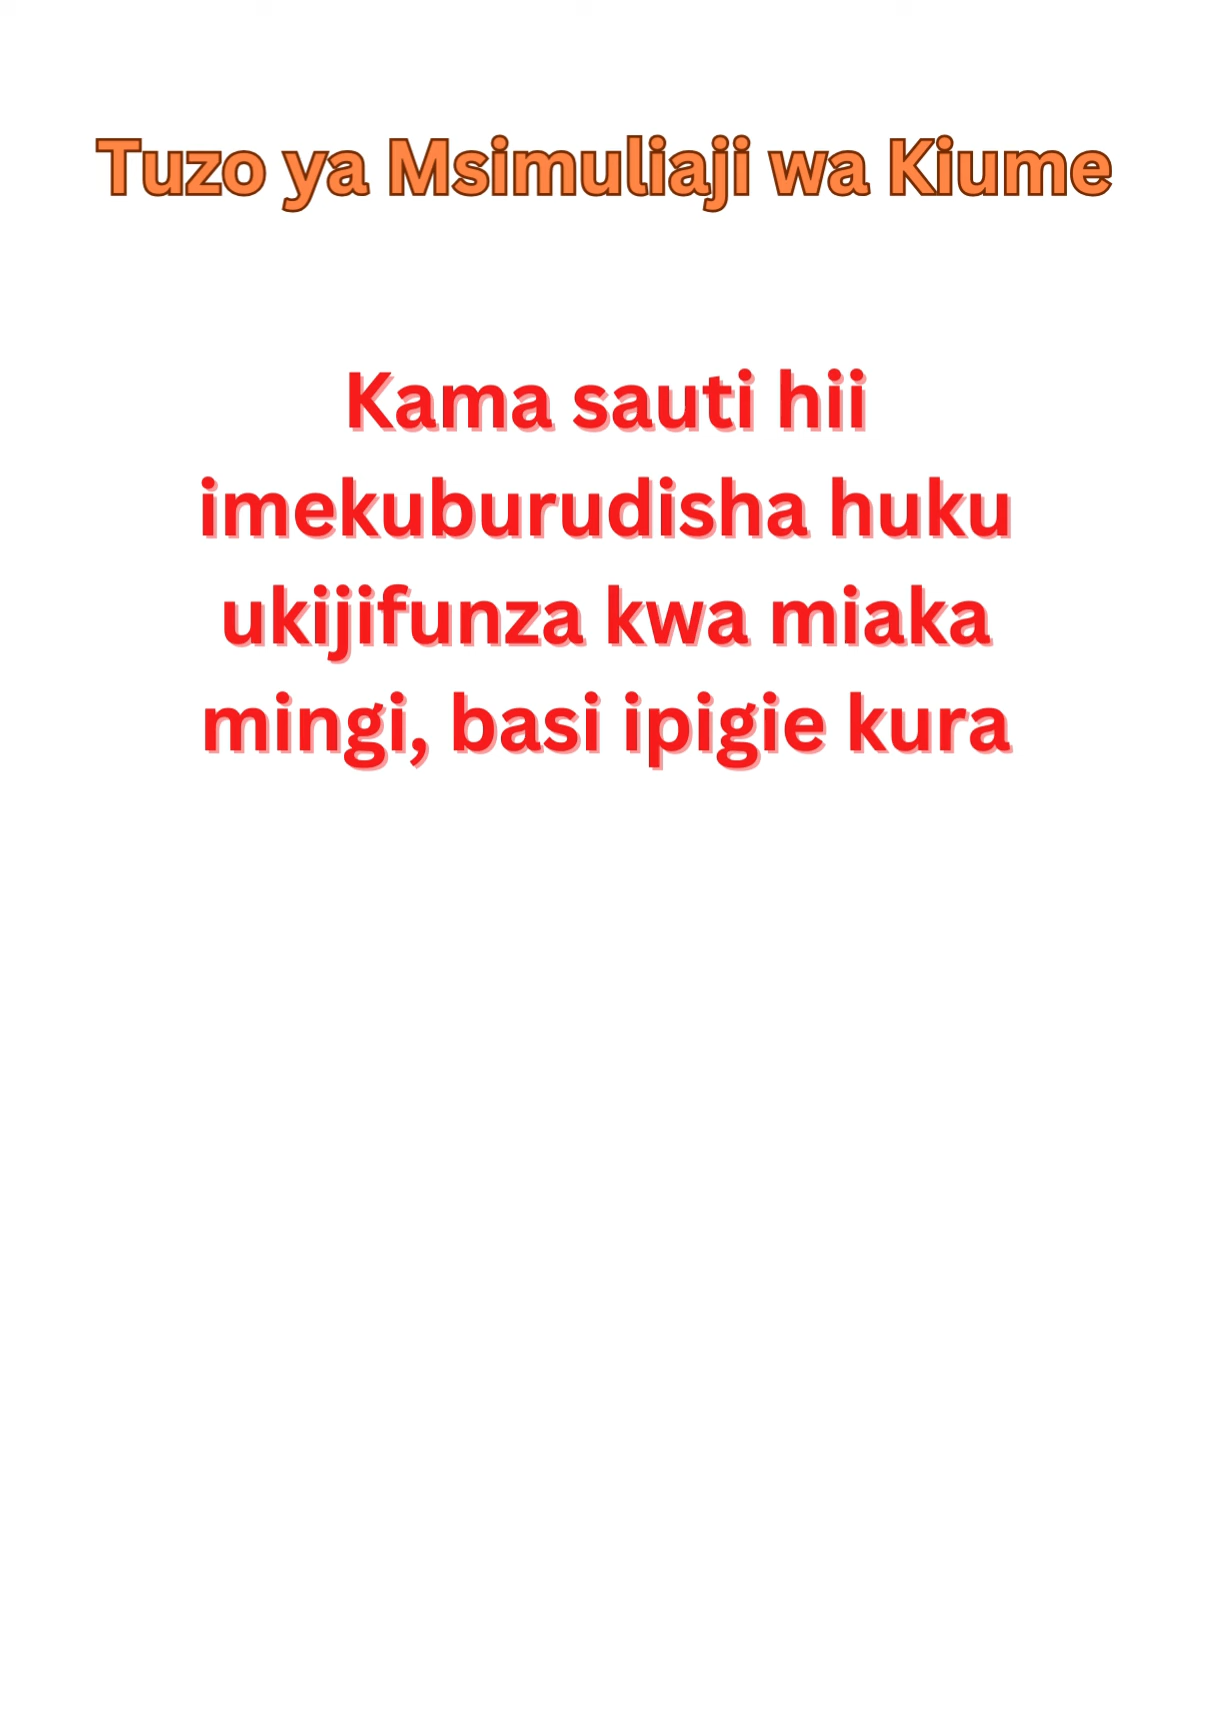 Tuzo ya Msimuliaji wa Kiume
Kama sauti hii
imekuburudisha huku
ukijifunza kwa miaka
mingi, basi ipigie kura